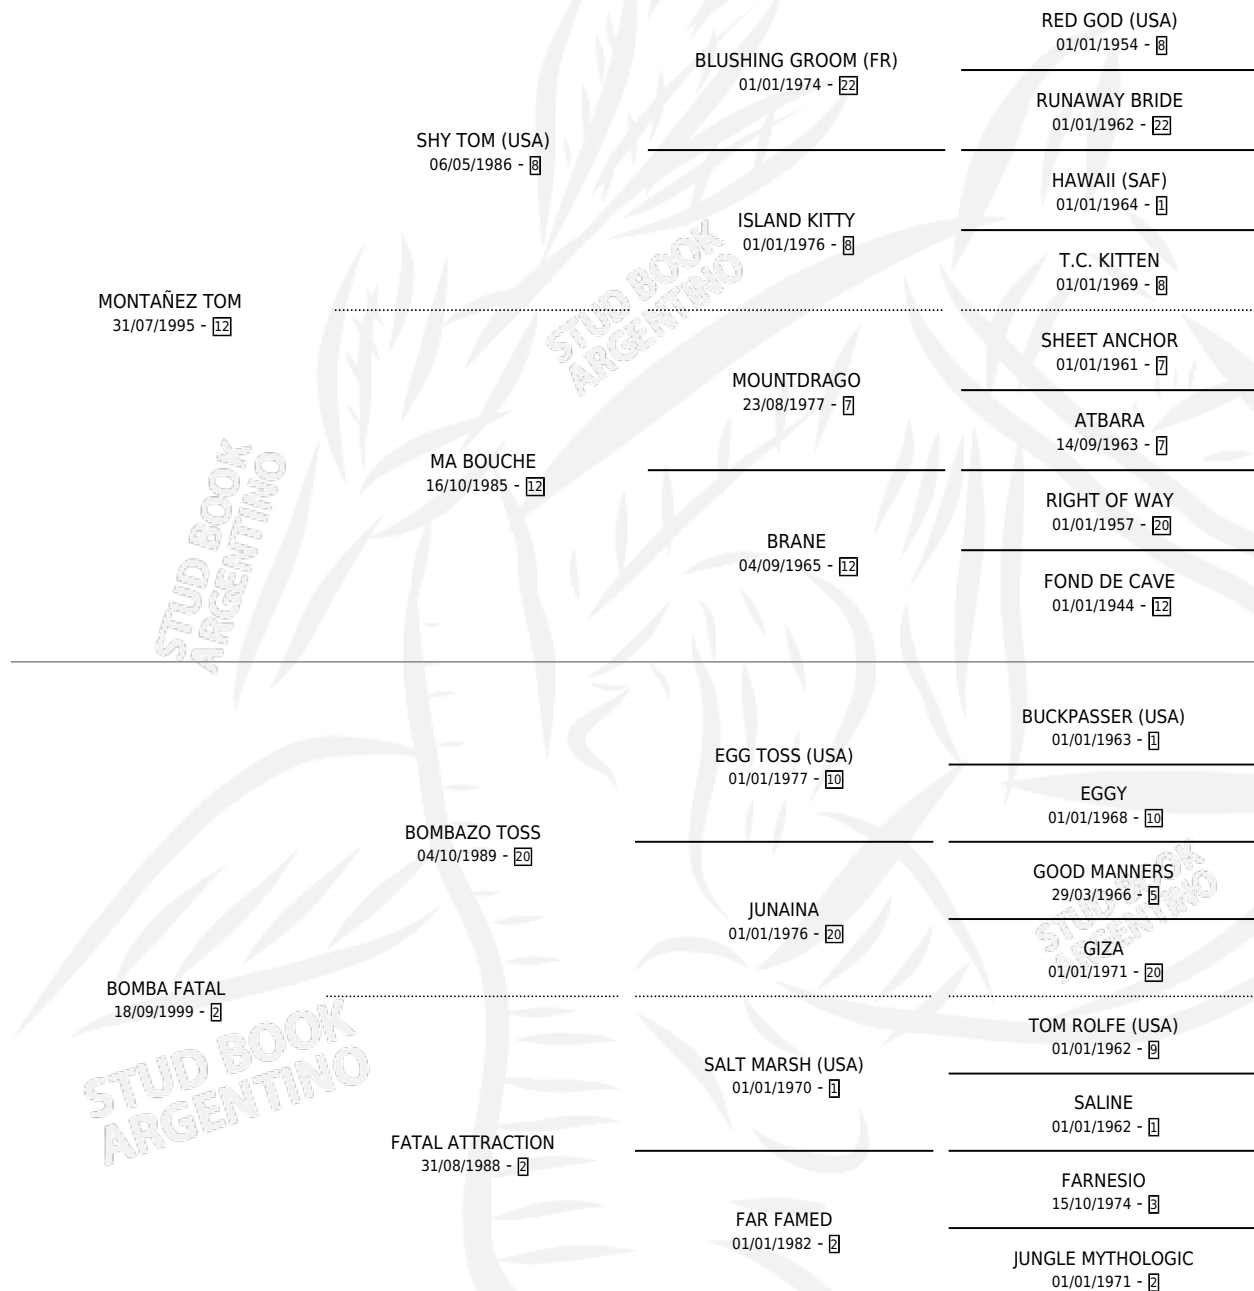 RED GOD (USA)
01/01/1954 - 8
BLUSHING GROOM (FR)
01/01/1974 - 22
RUNAWAY BRIDE
01/01/1962 - 22
SHY TOM (USA)
06/05/1986 - 8
HAWAII (SAF)
01/01/1964 - 1
ISLAND KITTY
01/01/1976 - 8
T.C. KITTEN
01/01/1969 - 8
MONTAÑEZ TOM
31/07/1995 - 12
STUD BOOK
ARGENTINO
SHEET ANCHOR
01/01/1961 - 7
MOUNTDRAGO
23/08/1977 - 7
ATBARA
14/09/1963 - 7
MA BOUCHE
16/10/1985 - 12
RIGHT OF WAY
01/01/1957 - 20
BRANE
04/09/1965 - 12
FOND DE CAVE
01/01/1944 - 12
STUD BOOK
ARGENTINO
BUCKPASSER (USA)
01/01/1963 - 1
EGG TOSS (USA)
01/01/1977 - 10
EGGY
01/01/1968 - 10
BOMBAZO TOSS
04/10/1989 - 20
GOOD MANNERS
29/03/1966 - 5
JUNAINA
01/01/1976 - 20
STUD BOOK
ARGENTINO
GIZA
01/01/1971 - 20
BOMBA FATAL
18/09/1999 - 2
TOM ROLFE (USA)
01/01/1962 - 9
SALT MARSH (USA)
01/01/1970 - 1
STUD BOOK
ARGENTINO
SALINE
01/01/1962 - 1
FATAL ATTRACTION
31/08/1988 - 2
FARNESIO
15/10/1974 - 3
FAR FAMED
01/01/1982 - 2
JUNGLE MYTHOLOGIC
01/01/1971 - 2